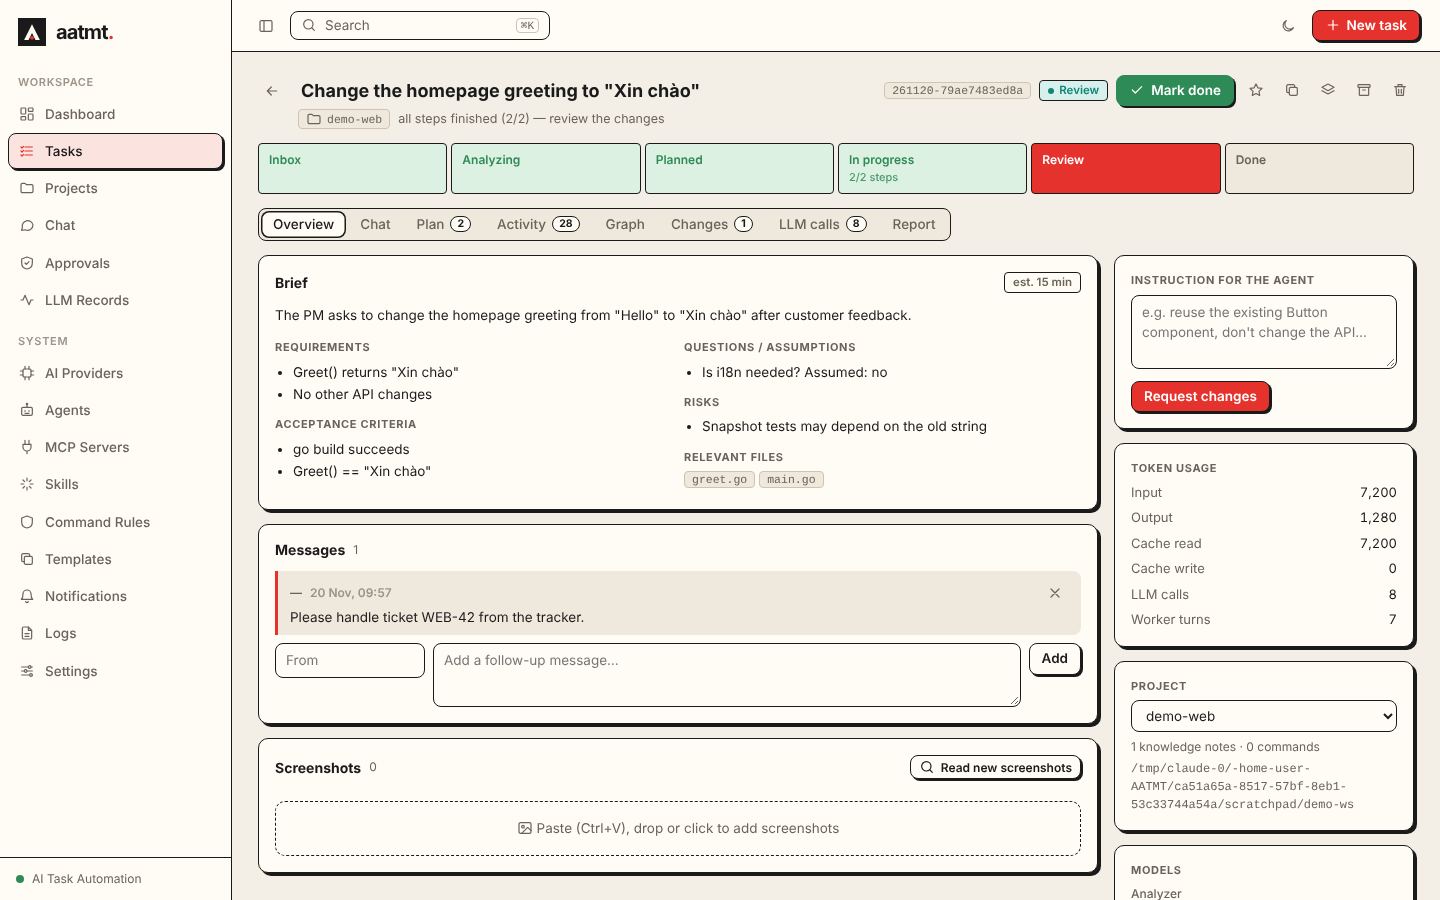 aatmt.
WORKSPACE
Dashboard
Tasks
Projects
Chat
Approvals
LLM Records
SYSTEM
AI Providers
Agents
MCP Servers
Skills
Command Rules
Templates
Notifications
Logs
Settings
AI Task Automation
Search ⌘K
New task
Change the homepage greeting to "Xin chào"
261120-79ae7483ed8a Review Mark done
demo-web all steps finished (2/2) — review the changes
Inbox Analyzing Planned In progress Review Done
2/2 steps
Overview Chat Plan 2 Activity 28 Graph Changes 1 LLM calls 8 Report
Brief est. 15 min
The PM asks to change the homepage greeting from "Hello" to "Xin chào" after customer feedback.
REQUIREMENTS
Greet() returns "Xin chào"
No other API changes
ACCEPTANCE CRITERIA
go build succeeds
Greet() == "Xin chào"
QUESTIONS / ASSUMPTIONS
Is i18n needed? Assumed: no
RISKS
Snapshot tests may depend on the old string
RELEVANT FILES
greet.go main.go
Messages 1
— 20 Nov, 09:57
Please handle ticket WEB-42 from the tracker.
From Add a follow-up message... Add
Screenshots 0 Read new screenshots
Paste (Ctrl+V), drop or click to add screenshots
INSTRUCTION FOR THE AGENT
e.g. reuse the existing Button
component, don't change the API...
Request changes
TOKEN USAGE
Input 7,200
Output 1,280
Cache read 7,200
Cache write 0
LLM calls 8
Worker turns 7
PROJECT
demo-web
1 knowledge notes · 0 commands
/tmp/claude-0/-home-user-
AATMT/ca51a65a-8517-57bf-8eb1-
53c33744a54a/scratchpad/demo-ws
MODELS
Analyzer